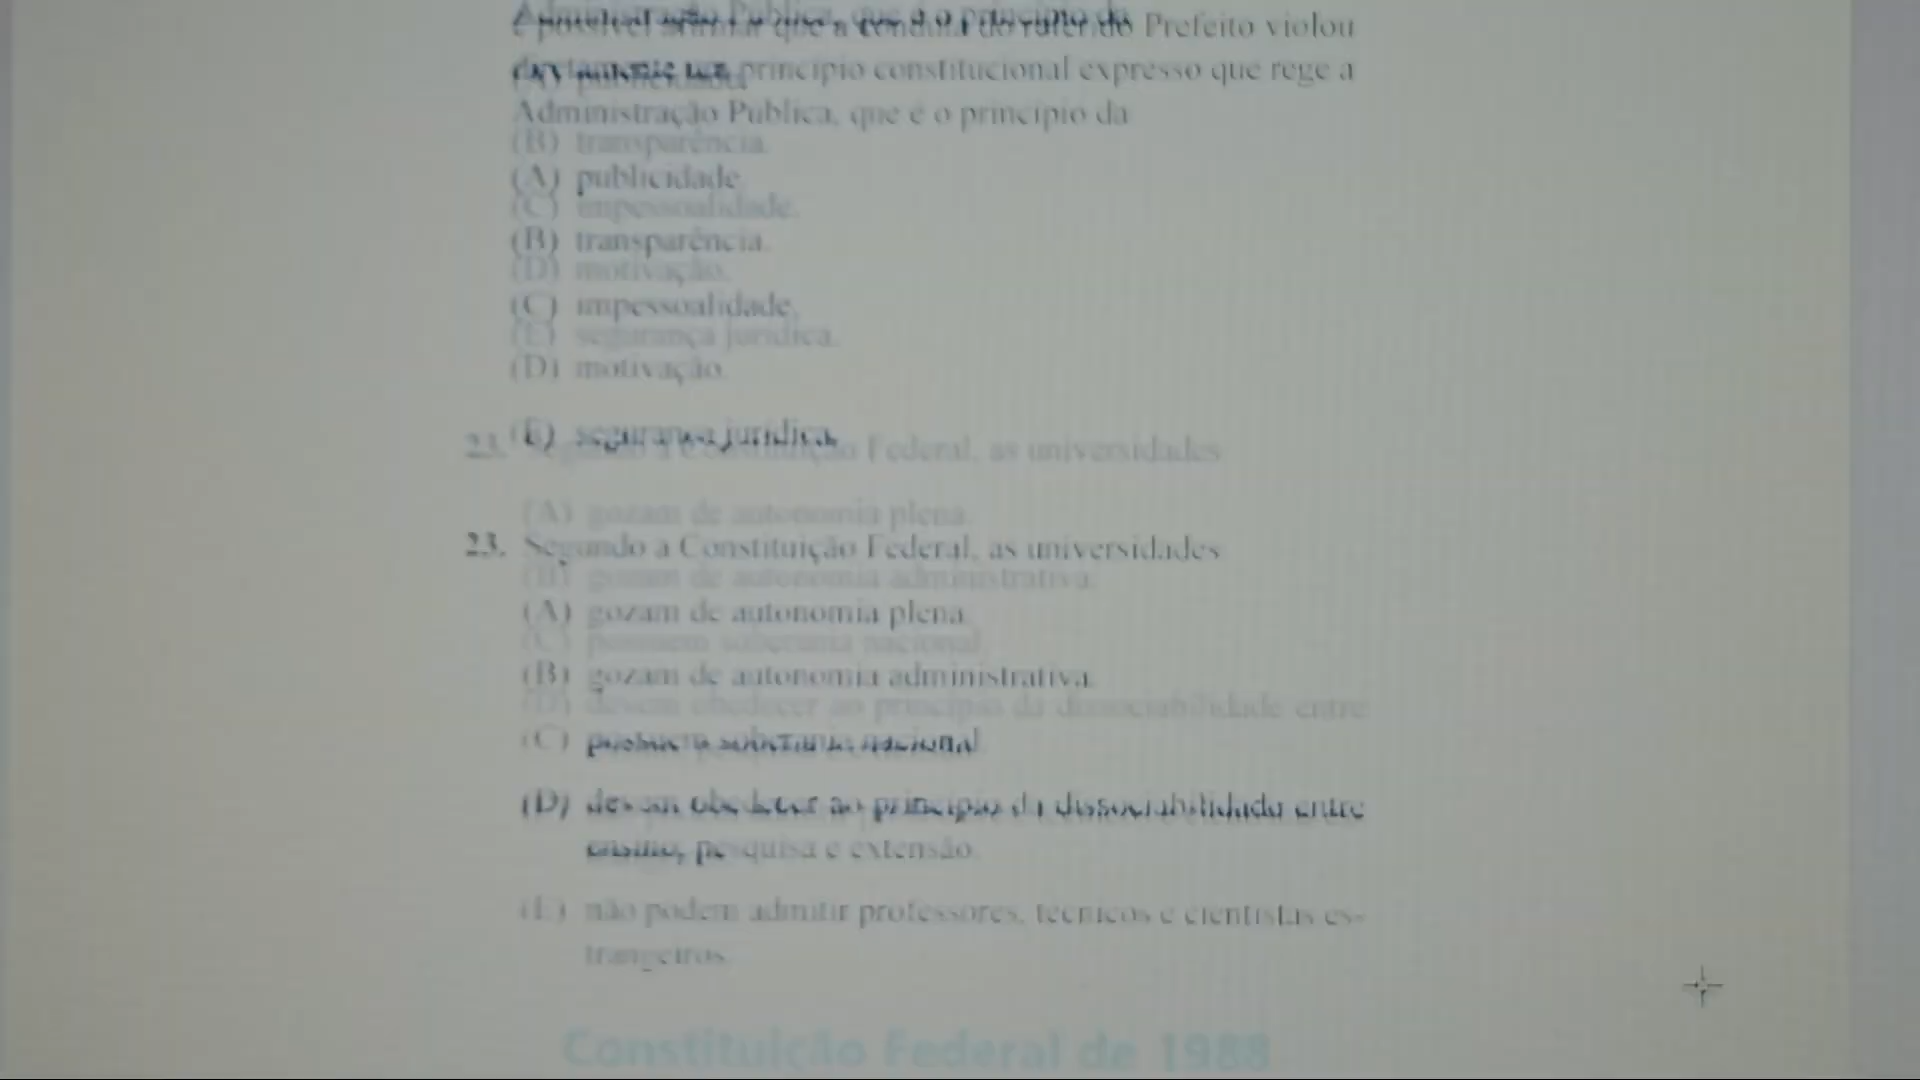 é possível afirmar que a conduta do referido Prefeito violou
diretamente um princípio constitucional expresso que rege a
Administração Pública, que é o princípio da
(A) publicidade.
(B) transparência.
(C) impessoalidade.
(D) motivação.
(E) segurança jurídica.
23. Segundo a Constituição Federal, as universidades
(A) gozam de autonomia plena.
(B) gozam de autonomia administrativa.
(C) possuem soberania nacional.
(D) devem obedecer ao princípio da dissociabilidade entre
ensino, pesquisa e extensão.
(E) não podem admitir professores, técnicos e cientistas es-
trangeiros.
Constituição Federal de 1988